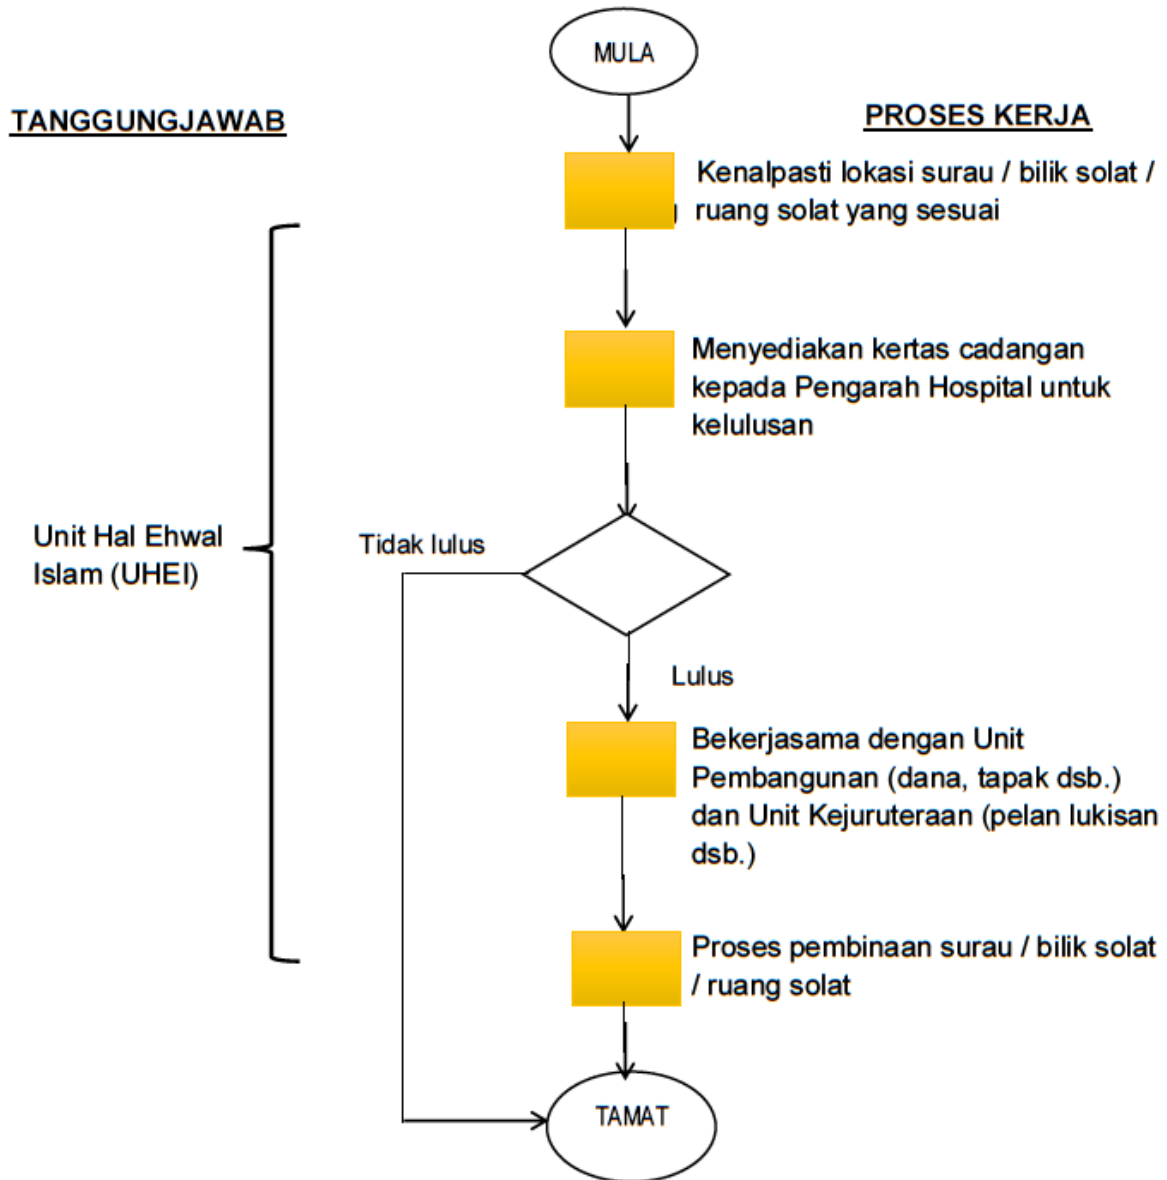 MULA
TANGGUNGJAWAB
PROSES KERJA
Kenalpasti lokasi surau / bilik solat /
ruang solat yang sesuai
Menyediakan kertas cadangan
kepada Pengarah Hospital untuk
kelulusan
Unit Hal Ehwal
Islam (UHEI)
Tidak lulus
Lulus
Bekerjasama dengan Unit
Pembangunan (dana, tapak dsb.)
dan Unit Kejuruteraan (pelan lukisan
dsb.)
Proses pembinaan surau / bilik solat
/ ruang solat
TAMAT